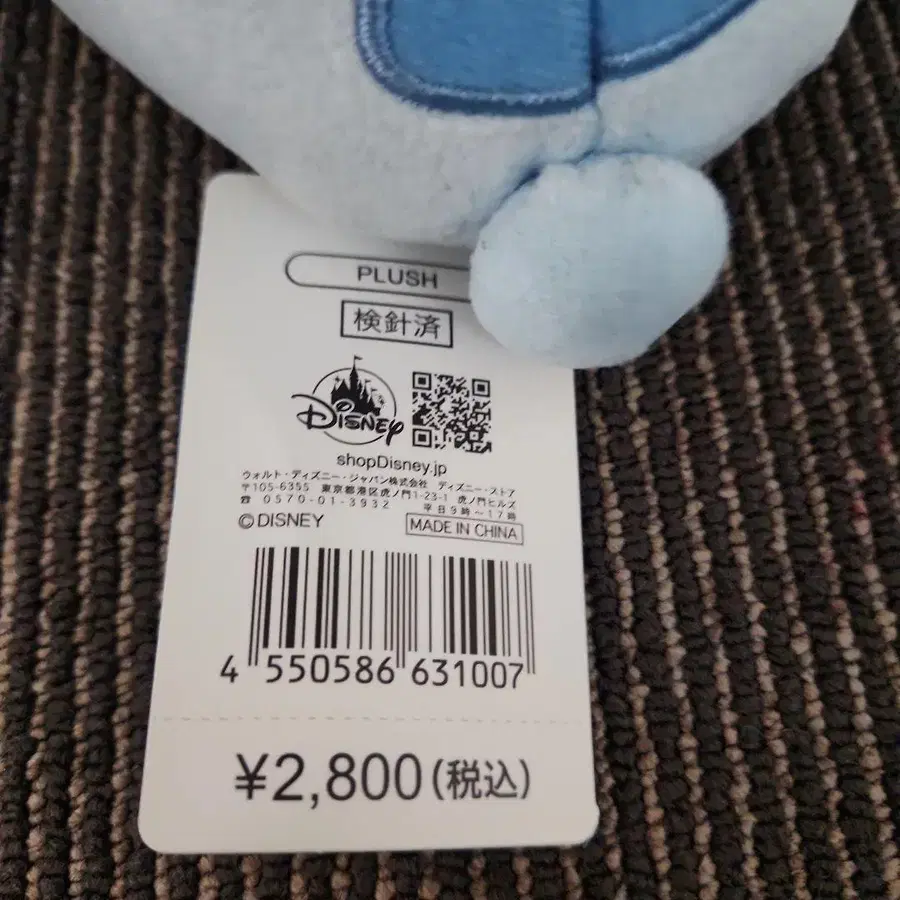 PLUSH
検針済
DISNEY
shopDisney.jp
ウォルト・ディズニー・ジャパン株式会社 ディズニー・ストア
〒105-6355 東京都港区虎ノ門1-23-1 虎ノ門ヒルズ
☎ 0570-01-3932 平日9時～17時
©DISNEY MADE IN CHINA
4 550586 631007
¥2,800(税込)